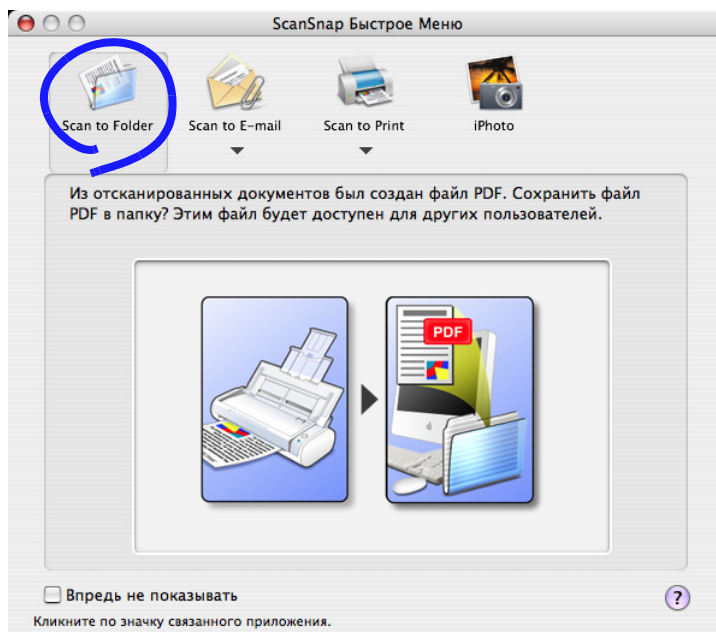 ScanSnap Быстрое Меню
Scan to Folder
Scan to E-mail
Scan to Print
iPhoto
Из отсканированных документов был создан файл PDF. Сохранить файл
PDF в папку? Этим файл будет доступен для других пользователей.
PDF
Впредь не показывать
?
Кликните по значку связанного приложения.